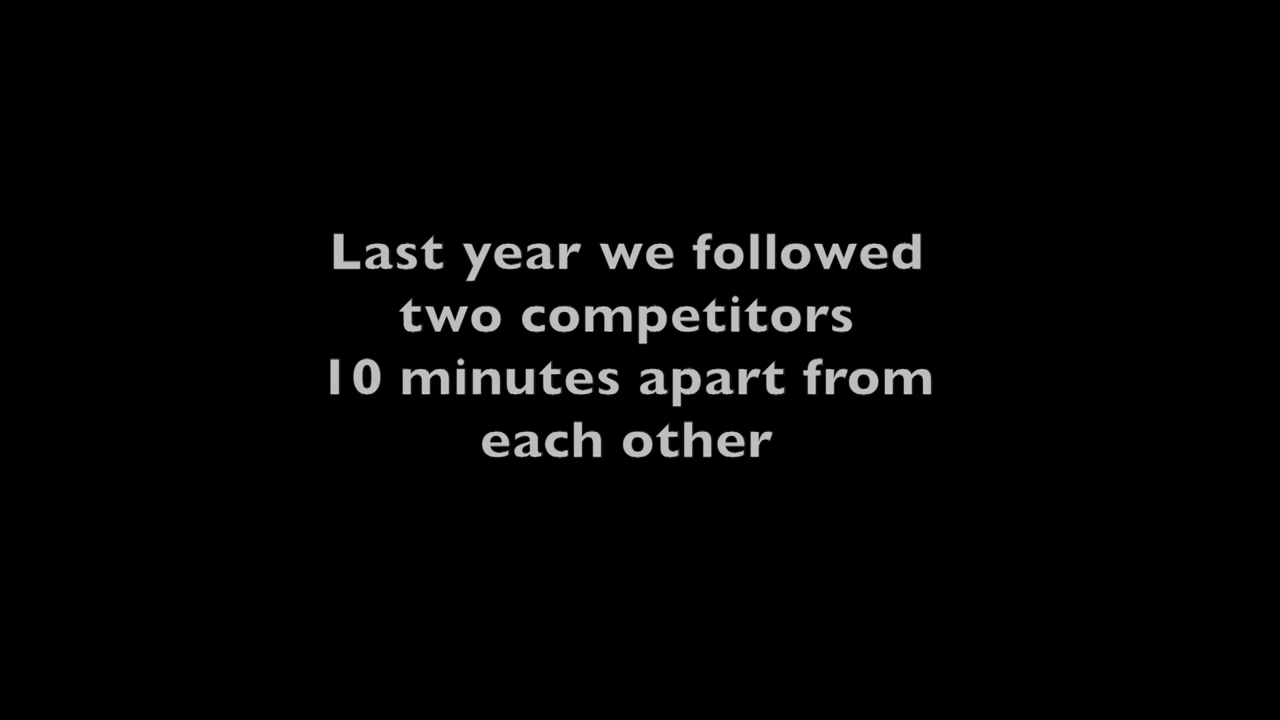 Last year we followed
two competitors
10 minutes apart from
each other